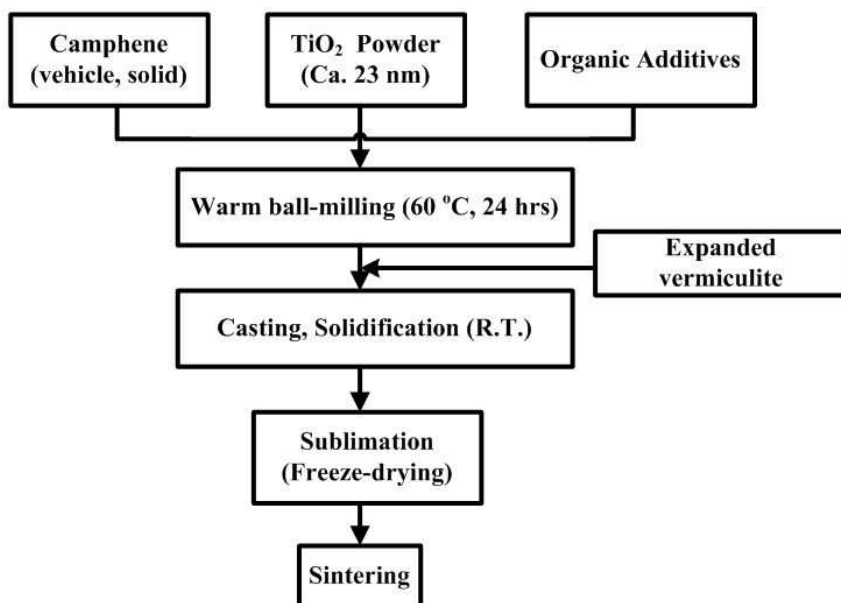 Camphene
(vehicle, solid)
TiO₂ Powder
(Ca. 23 nm)
Organic Additives
Warm ball-milling (60 °C, 24 hrs)
Expanded
vermiculite
Casting, Solidification (R.T.)
Sublimation
(Freeze-drying)
Sintering